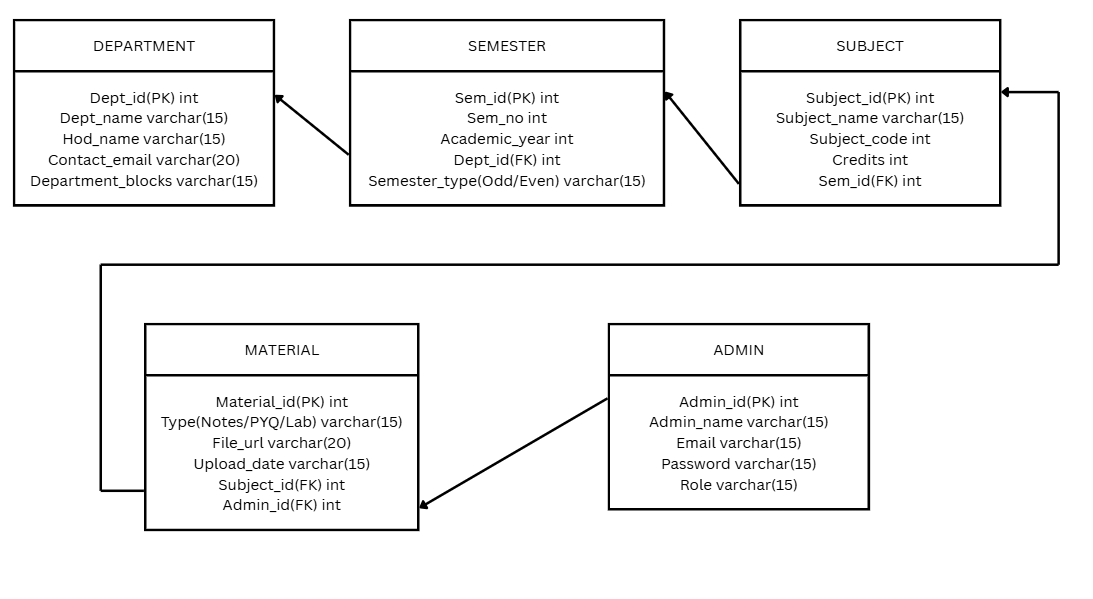 DEPARTMENT
Dept_id(PK) int
Dept_name varchar(15)
Hod_name varchar(15)
Contact_email varchar(20)
Department_blocks varchar(15)
SEMESTER
Sem_id(PK) int
Sem_no int
Academic_year int
Dept_id(FK) int
Semester_type(Odd/Even) varchar(15)
SUBJECT
Subject_id(PK) int
Subject_name varchar(15)
Subject_code int
Credits int
Sem_id(FK) int
MATERIAL
Material_id(PK) int
Type(Notes/PYQ/Lab) varchar(15)
File_url varchar(20)
Upload_date varchar(15)
Subject_id(FK) int
Admin_id(FK) int
ADMIN
Admin_id(PK) int
Admin_name varchar(15)
Email varchar(15)
Password varchar(15)
Role varchar(15)